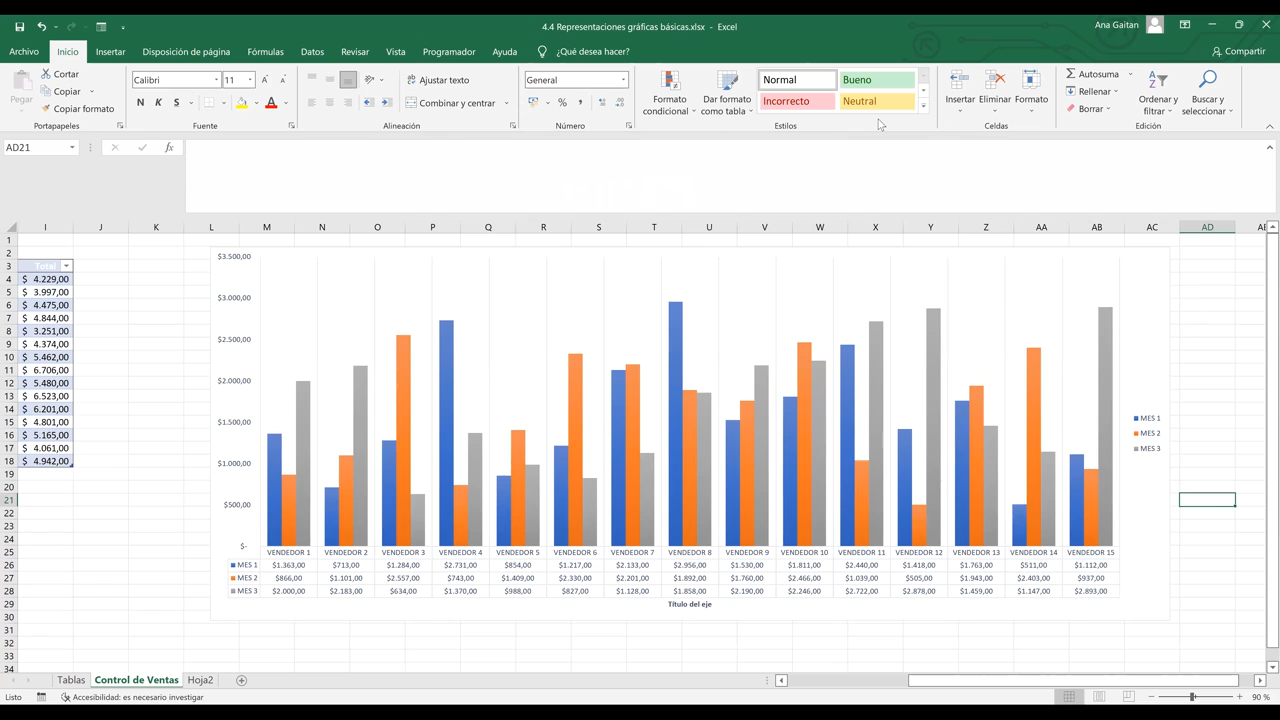 4.4 Representaciones gráficas básicas.xlsx - Excel
Ana Gaitan
Archivo Inicio Insertar Disposición de página Fórmulas Datos Revisar Vista Programador Ayuda ¿Qué desea hacer? Compartir
Pegar
Cortar
Copiar
Copiar formato
Portapapeles
Calibri 11
N K S
Fuente
Ajustar texto
Combinar y centrar
Alineación
General
Número
Formato condicional
Dar formato como tabla
Normal Bueno
Incorrecto Neutral
Estilos
Insertar Eliminar Formato
Celdas
Autosuma
Rellenar
Borrar
Ordenar y filtrar
Buscar y seleccionar
Edición
AD21 fx
I J K L M N O P Q R S T U V W X Y Z AA AB AC AD AE
1
2
3 Total
4 $ 4.229,00
5 $ 3.997,00
6 $ 4.475,00
7 $ 4.844,00
8 $ 3.251,00
9 $ 4.374,00
10 $ 5.462,00
11 $ 6.706,00
12 $ 5.480,00
13 $ 6.523,00
14 $ 6.201,00
15 $ 4.801,00
16 $ 5.165,00
17 $ 4.061,00
18 $ 4.942,00
19
20
21
22
23
24
25
26
27
28
29
30
31
32
33
34
$3.500,00
$3.000,00
$2.500,00
$2.000,00
$1.500,00
$1.000,00
$500,00
$-
MES 1
MES 2
MES 3
VENDEDOR 1 VENDEDOR 2 VENDEDOR 3 VENDEDOR 4 VENDEDOR 5 VENDEDOR 6 VENDEDOR 7 VENDEDOR 8 VENDEDOR 9 VENDEDOR 10 VENDEDOR 11 VENDEDOR 12 VENDEDOR 13 VENDEDOR 14 VENDEDOR 15
MES 1 $1.363,00 $713,00 $1.284,00 $2.731,00 $854,00 $1.217,00 $2.133,00 $2.956,00 $1.530,00 $1.811,00 $2.440,00 $1.418,00 $1.763,00 $511,00 $1.112,00
MES 2 $866,00 $1.101,00 $2.557,00 $743,00 $1.409,00 $2.330,00 $2.201,00 $1.892,00 $1.760,00 $2.466,00 $1.039,00 $505,00 $1.943,00 $2.403,00 $937,00
MES 3 $2.000,00 $2.183,00 $634,00 $1.370,00 $988,00 $827,00 $1.128,00 $1.858,00 $2.190,00 $2.246,00 $2.722,00 $2.878,00 $1.459,00 $1.147,00 $2.893,00
Título del eje
Tablas Control de Ventas Hoja2
Listo Accesibilidad: es necesario investigar 90 %